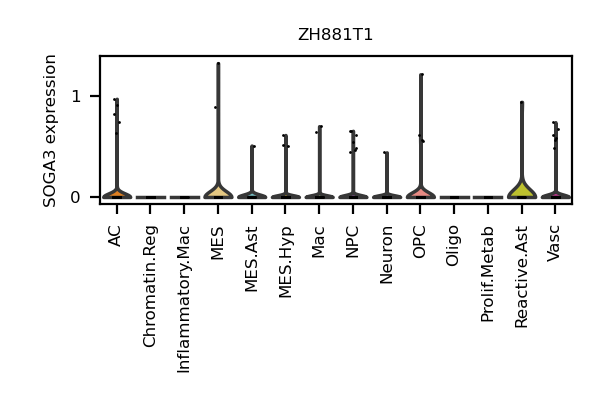 ZH881T1
SOGA3 expression
1
0
AC
Chromatin.Reg
Inflammatory.Mac
MES
MES.Ast
MES.Hyp
Mac
NPC
Neuron
OPC
Oligo
Prolif.Metab
Reactive.Ast
Vasc